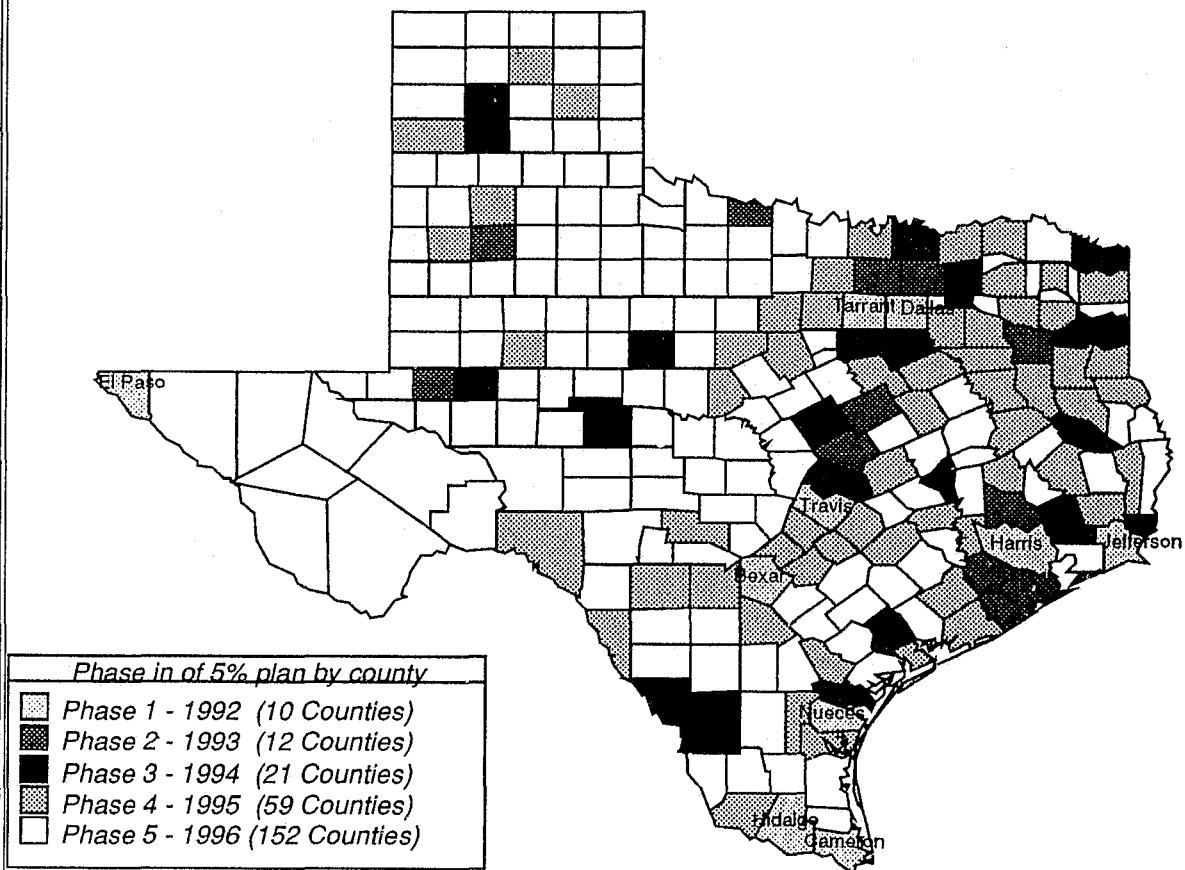 Tarrant Dallas
El Paso
Travis
Harris
Jefferson
Bexar
Phase in of 5% plan by county
Phase 1 - 1992 (10 Counties)
Phase 2 - 1993 (12 Counties)
Phase 3 - 1994 (21 Counties)
Phase 4 - 1995 (59 Counties)
Phase 5 - 1996 (152 Counties)
Nueces
Hidalgo
Cameron